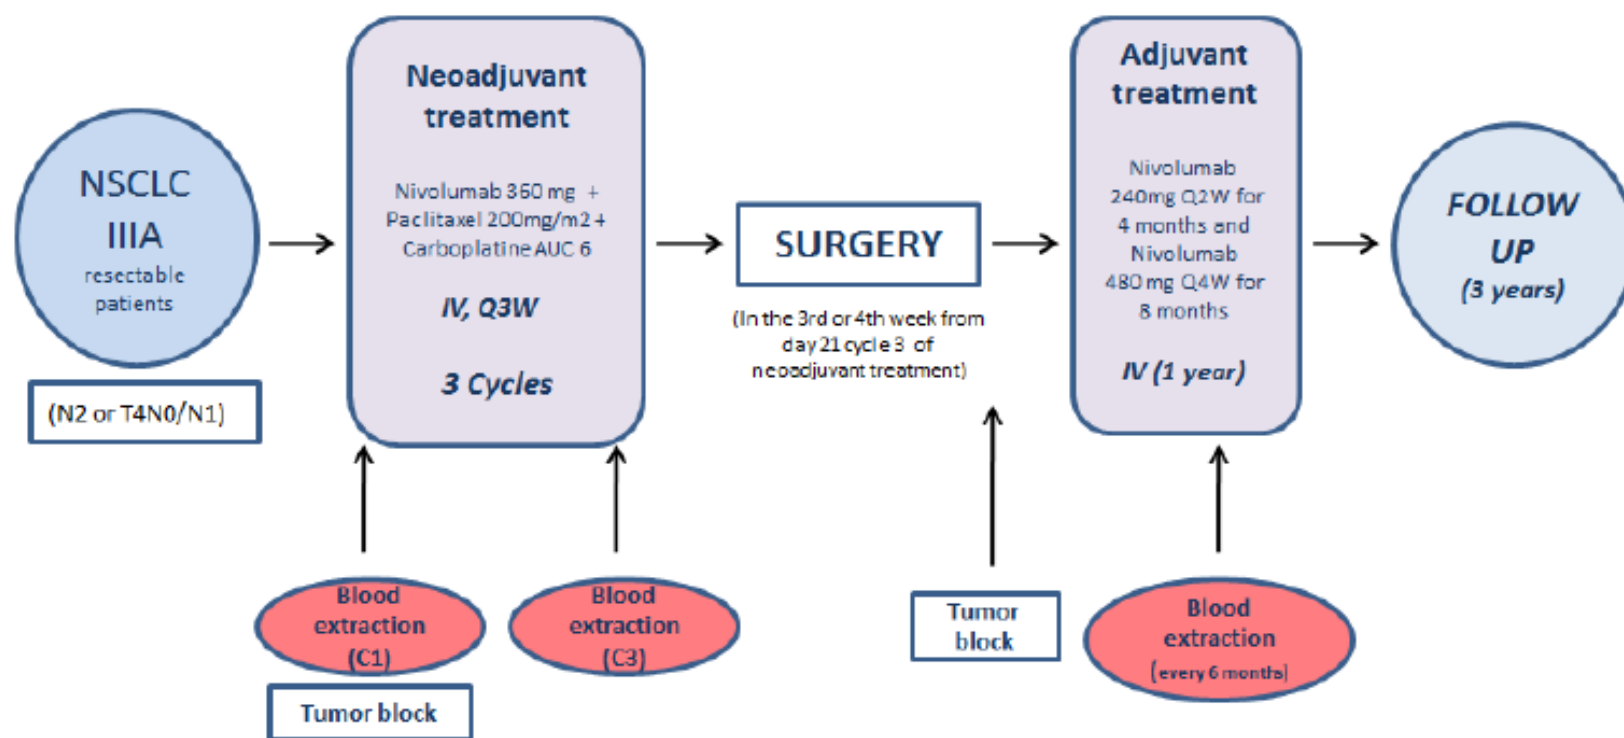 NSCLC
IIIA
resectable
patients
(N2 or T4N0/N1)
Neoadjuvant
treatment
Nivolumab 360 mg +
Paclitaxel 200mg/m2 +
Carboplatine AUC 6
IV, Q3W
3 Cycles
SURGERY
(In the 3rd or 4th week from
day 21 cycle 3 of
neoadjuvant treatment)
Adjuvant
treatment
Nivolumab
240mg Q2W for
4 months and
Nivolumab
480 mg Q4W for
8 months
IV (1 year)
FOLLOW
UP
(3 years)
Blood
extraction
(C1)
Tumor block
Blood
extraction
(C3)
Tumor
block
Blood
extraction
(every 6 months)